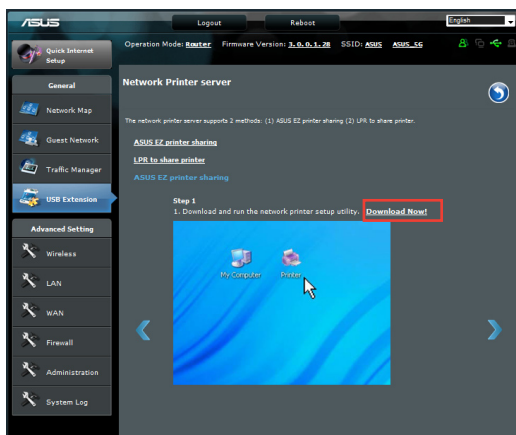 ASUS
Logout
Reboot
English
Quick Internet
Setup
Operation Mode: Router Firmware Version: 3.0.0.1.28 SSID: ASUS ASUS_5G
General
Network Map
Guest Network
Traffic Manager
USB Extension
Advanced Setting
Wireless
LAN
WAN
Firewall
Administration
System Log
Network Printer server
The network printer server supports 2 methods: (1) ASUS EZ printer sharing (2) LPR to share printer.
ASUS EZ printer sharing
LPR to share printer
ASUS EZ printer sharing
Step 1
1. Download and run the network printer setup utility. Download Now!
My Computer
Printer